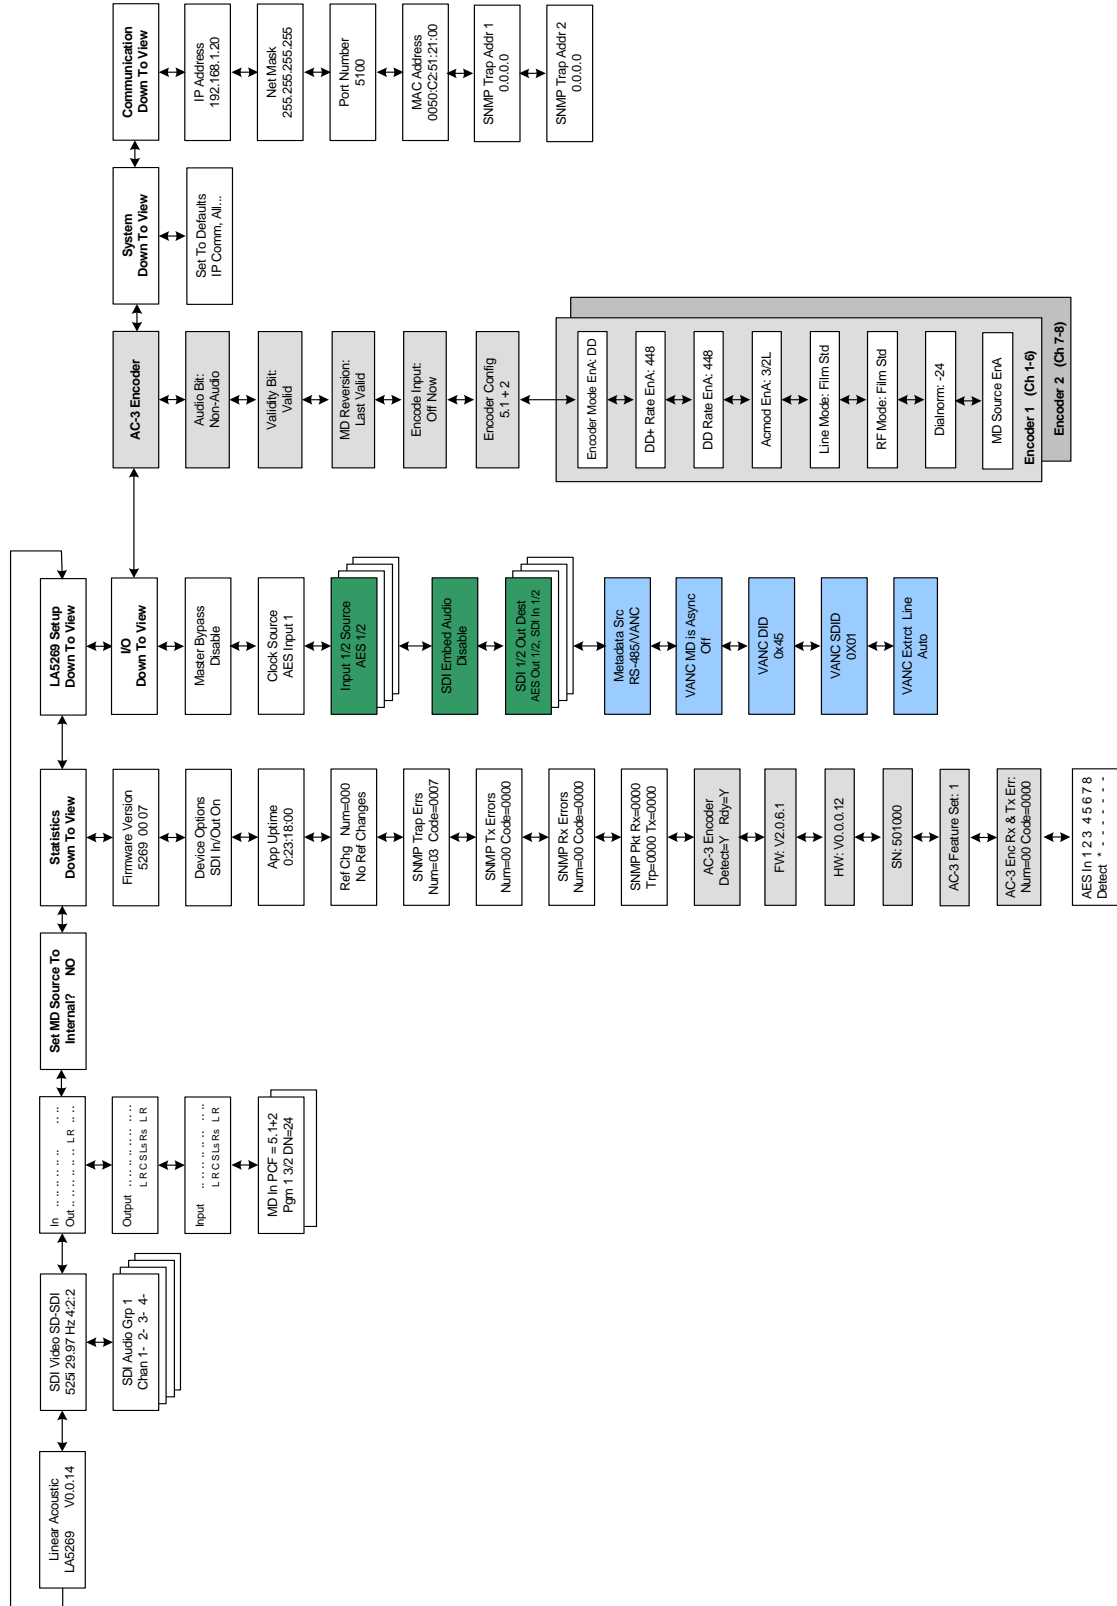 Linear Acoustic
LA5269 V0.0.14
SDI Video SD-SDI
525i 29.97 Hz 4:2:2
SDI Audio Grp 1
Chan 1- 2- 3- 4-
In .. .. .. .. .. .. .. ..
Out .. .. .. .. .. .. L R .. ..
Output .. .. .. .. .. .. .. ..
L R C S Ls Rs L R
Input .. .. .. .. .. .. .. ..
L R C S Ls Rs L R
MD In PCF = 5.1+2
Pgm 1 3/2 DN=24
Set MD Source To
Internal? NO
Statistics
Down To View
Firmware Version
5269 00 07
Device Options
SDI In/Out On
App Uptime
0:23:18:00
Ref Chg Num=000
No Ref Changes
SNMP Trap Errs
Num=03 Code=0007
SNMP Tx Errors
Num=00 Code=0000
SNMP Rx Errors
Num=00 Code=0000
SNMP Pkt Rx=0000
Trp=0000 Tx=0000
AC-3 Encoder
Detect=Y Rdy=Y
FW: V2.0.6.1
HW: V0.0.0.12
SN: 501000
AC-3 Feature Set: 1
AC-3 Enc Rx & Tx Err:
Num=00 Code=0000
AES In 1 2 3 4 5 6 7 8
Detect * - - - - - - -
LA5269 Setup
Down To View
I/O
Down To View
Master Bypass
Disable
Clock Source
AES Input 1
Input 1/2 Source
AES 1/2
SDI Embed Audio
Disable
SDI 1/2 Out Dest
AES Out 1/2, SDI In 1/2
Metadata Src
RS-485/VANC
VANC MD is Async
Off
VANC DID
0x45
VANC SDID
0X01
VANC Extrct Line
Auto
AC-3 Encoder
Audio Bit:
Non-Audio
Validity Bit:
Valid
MD Reversion:
Last Valid
Encode Input:
Off Now
Encoder Config
5.1 + 2
Encoder Mode EnA: DD
DD+ Rate EnA: 448
DD Rate EnA: 448
Acmod EnA: 3/2L
Line Mode: Film Std
RF Mode: Film Std
Dialnorm: -24
MD Source EnA
Encoder 1 (Ch 1-6)
Encoder 2 (Ch 7-8)
System
Down To View
Set To Defaults
IP Comm, All...
Communication
Down To View
IP Address
192.168.1.20
Net Mask
255.255.255.255
Port Number
5100
MAC Address
0050:C2:51:21:00
SNMP Trap Addr 1
0.0.0.0
SNMP Trap Addr 2
0.0.0.0